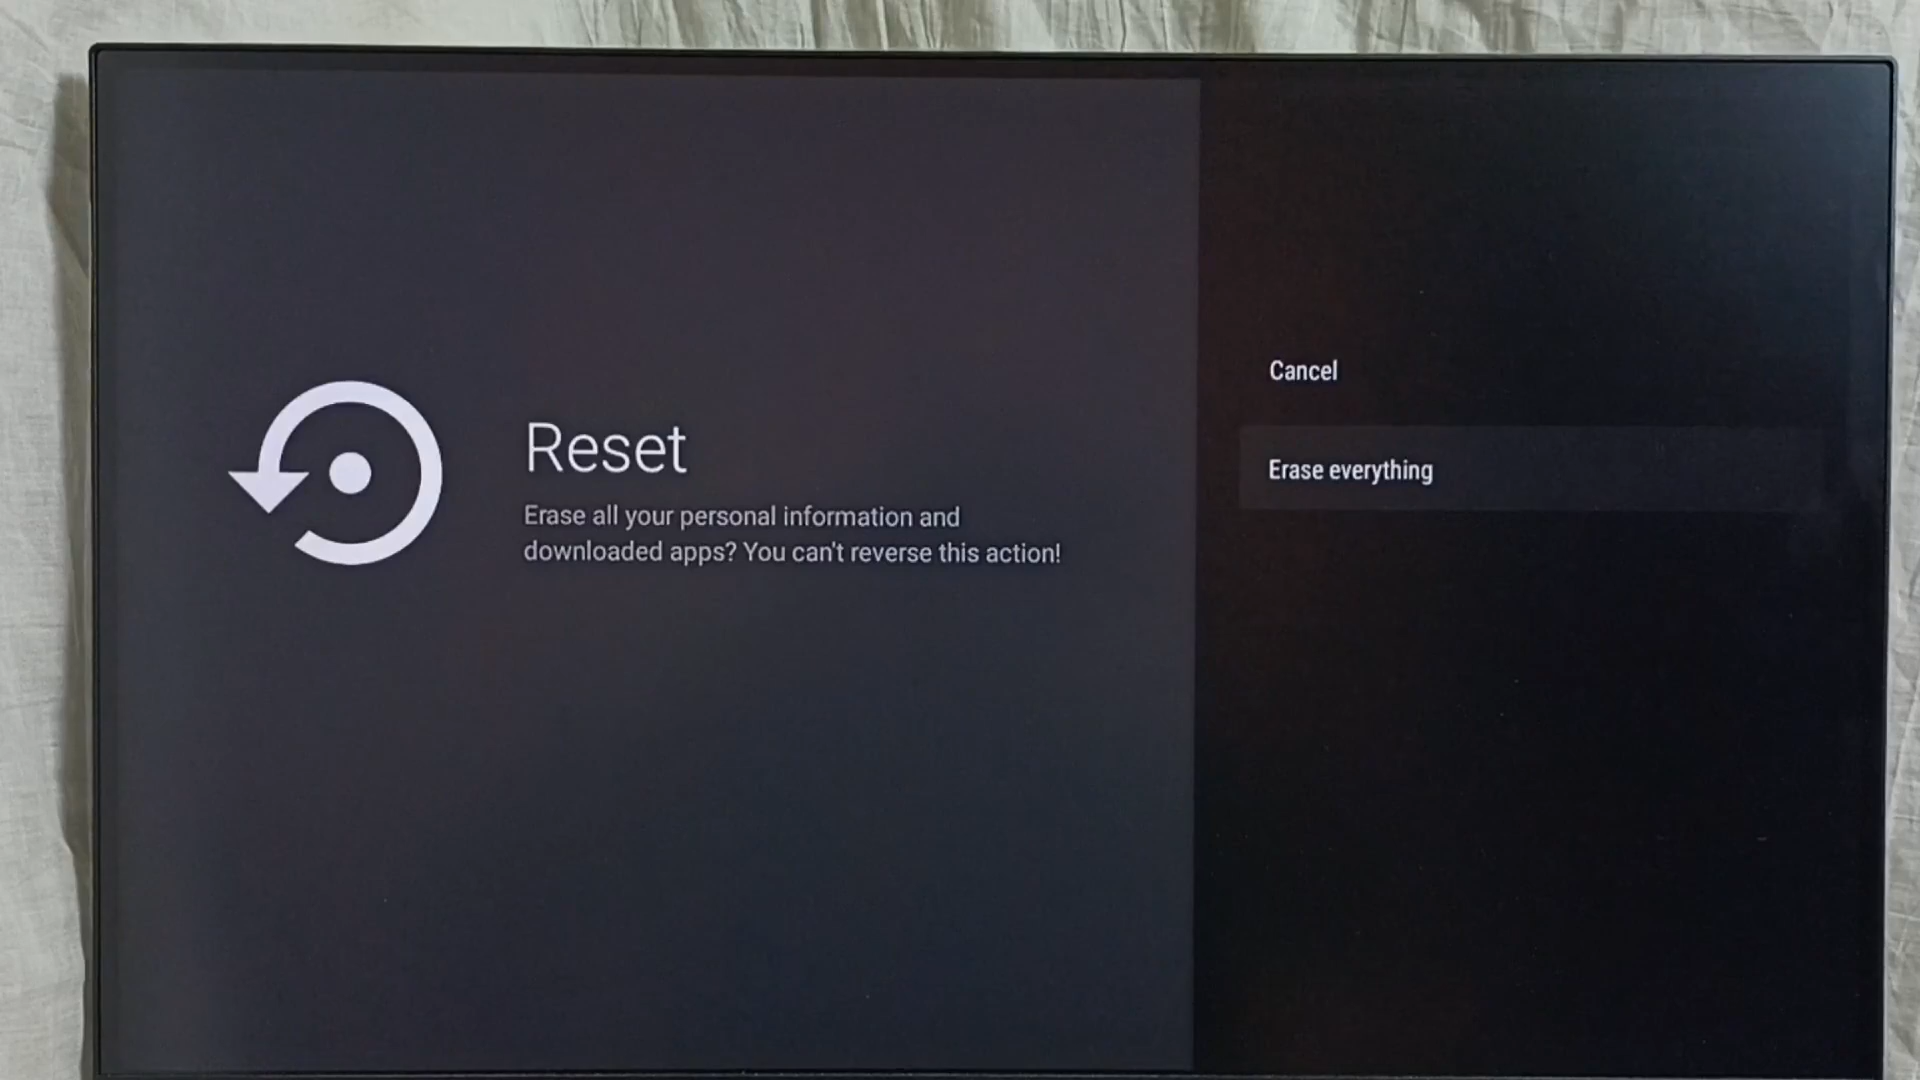 Reset
Erase all your personal information and
downloaded apps? You can't reverse this action!
Cancel
Erase everything